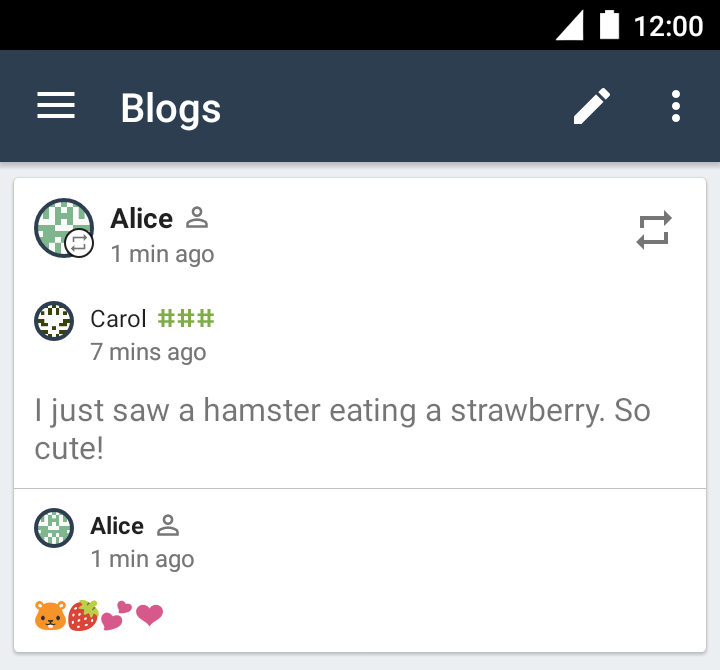 12:00
Blogs
Alice
1 min ago
Carol ###
7 mins ago
I just saw a hamster eating a strawberry. So
cute!
Alice
1 min ago
🐹🍓💕❤